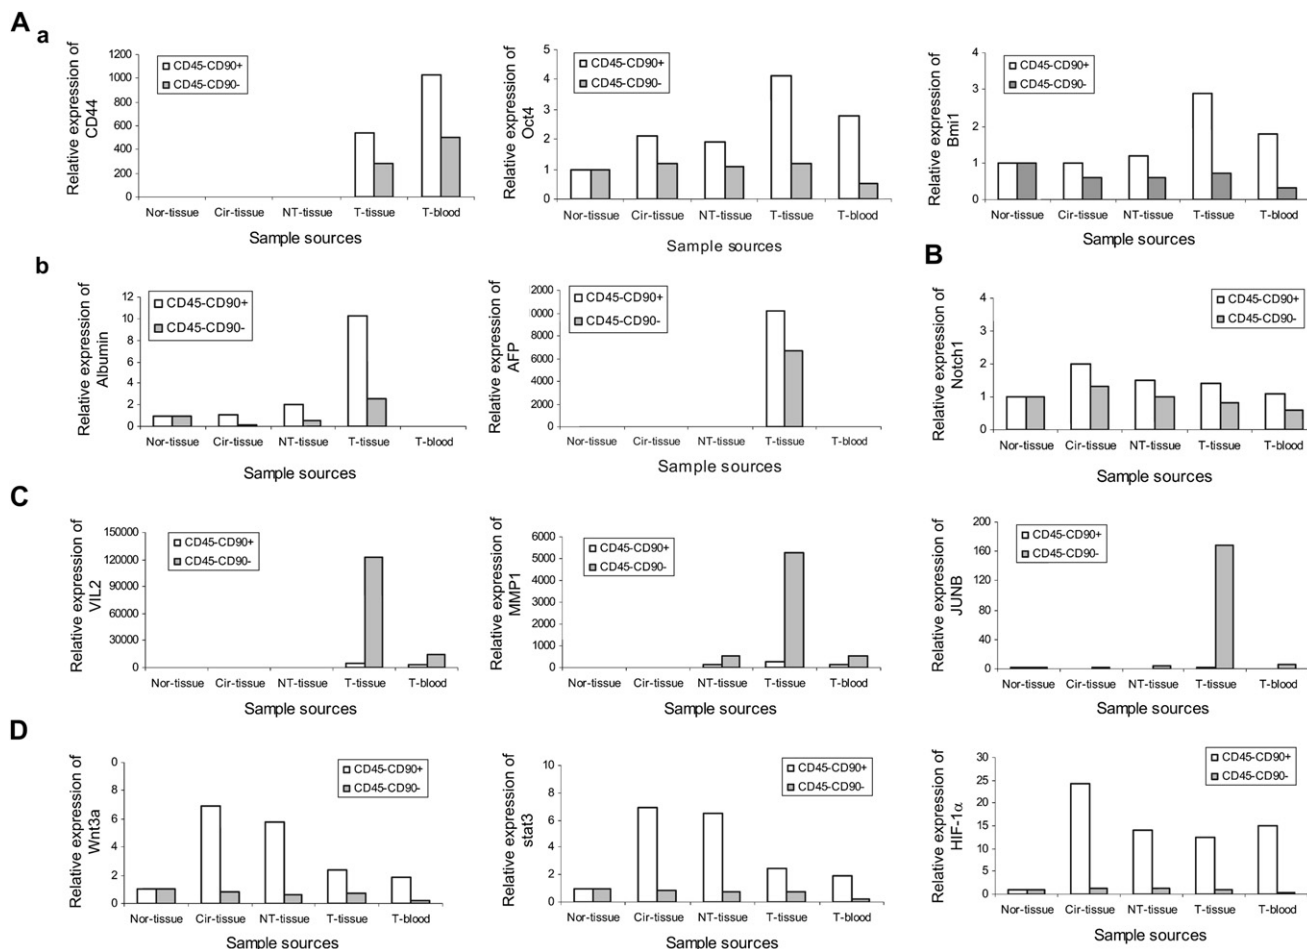 A
a
Relative expression of
CD44
1200
1000
800
600
400
200
0
CD45-CD90+
CD45-CD90-
Nor-tissue Cir-tissue NT-tissue T-tissue T-blood
Sample sources
Relative expression of
Oct4
5
4
3
2
1
0
CD45-CD90+
CD45-CD90-
Nor-tissue Cir-tissue NT-tissue T-tissue T-blood
Sample sources
Relative expression of
Bmi1
4
3
2
1
0
CD45-CD90+
CD45-CD90-
Nor-tissue Cir-tissue NT-tissue T-tissue T-blood
Sample sources
b
Relative expression of
Albumin
12
10
8
6
4
2
0
CD45-CD90+
CD45-CD90-
Nor-tissue Cir-tissue NT-tissue T-tissue T-blood
Sample sources
Relative expression of
AFP
2000
0000
8000
6000
4000
2000
0
CD45-CD90+
CD45-CD90-
Nor-tissue Cir-tissue NT-tissue T-tissue T-blood
Sample sources
B
Relative expression of
Notch1
4
3
2
1
0
CD45-CD90+
CD45-CD90-
Nor-tissue Cir-tissue NT-tissue T-tissue T-blood
Sample sources
C
Relative expression of
VIL2
150000
120000
90000
60000
30000
0
CD45-CD90+
CD45-CD90-
Nor-tissue Cir-tissue NT-tissue T-tissue T-blood
Sample sources
Relative expression of
MMP1
6000
5000
4000
3000
2000
1000
0
CD45-CD90+
CD45-CD90-
Nor-tissue Cir-tissue NT-tissue T-tissue T-blood
Sample sources
Relative expression of
JUNB
200
160
120
80
40
0
CD45-CD90+
CD45-CD90-
Nor-tissue Cir-tissue NT-tissue T-tissue T-blood
Sample sources
D
Relative expression of
Wnt3a
0
8
6
4
2
0
CD45-CD90+
CD45-CD90-
Nor-tissue Cir-tissue NT-tissue T-tissue T-blood
Sample sources
Relative expression of
stat3
10
8
6
4
2
0
CD45-CD90+
CD45-CD90-
Nor-tissue Cir-tissue NT-tissue T-tissue T-blood
Sample sources
Relative expression of
HIF-1α
30
25
20
15
10
5
0
CD45-CD90+
CD45-CD90-
Nor-tissue Cir-tissue NT-tissue T-tissue T-blood
Sample sources